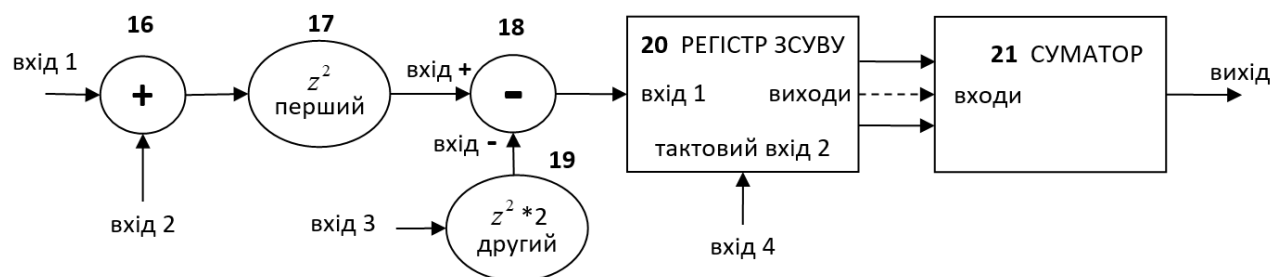 16
17
18
20 РЕГІСТР ЗСУВУ
21 СУМАТОР
вхід 1
+
z²
перший
вхід +
-
вхід 1
виходи
входи
вихід
вхід -
19
тактовий вхід 2
вхід 2
вхід 3
z² *2
другий
вхід 4